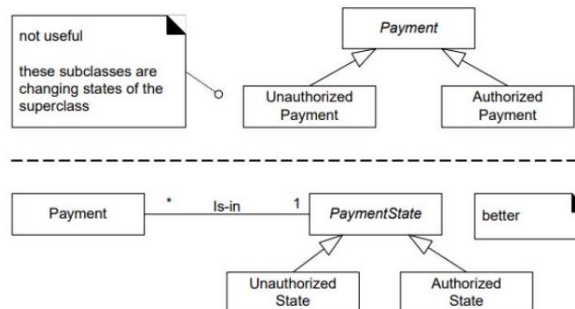 not useful
these subclasses are
changing states of the
superclass
Payment
Unauthorized
Payment
Authorized
Payment
Payment
*
Is-in
1
PaymentState
better
Unauthorized
State
Authorized
State